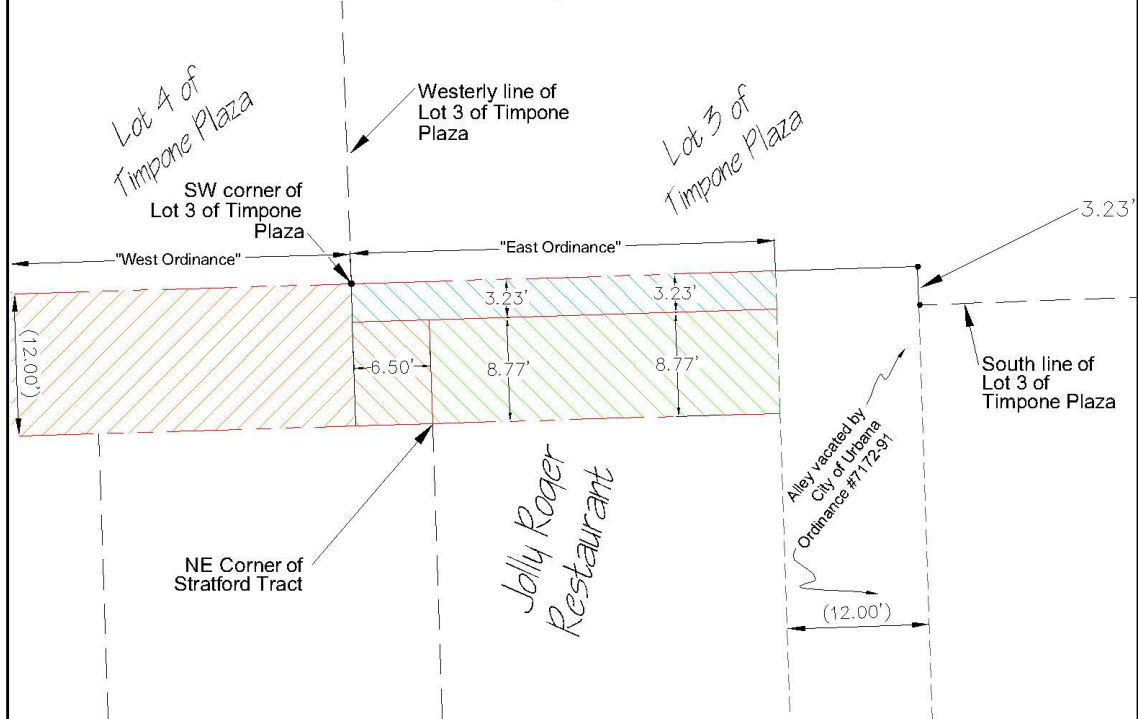 Lot 4 of
Timpone Plaza
Westerly line of
Lot 3 of Timpone
Plaza
Lot 3 of
Timpone Plaza
SW corner of
Lot 3 of Timpone
Plaza
3.23'
"West Ordinance"
"East Ordinance"
3.23'
3.23'
(12.00')
6.50'
8.77'
8.77'
South line of
Lot 3 of
Timpone Plaza
Alley vacated by
City of Urbana
Ordinance #7172-91
Jolly Roger
Restaurant
NE Corner of
Stratford Tract
(12.00')